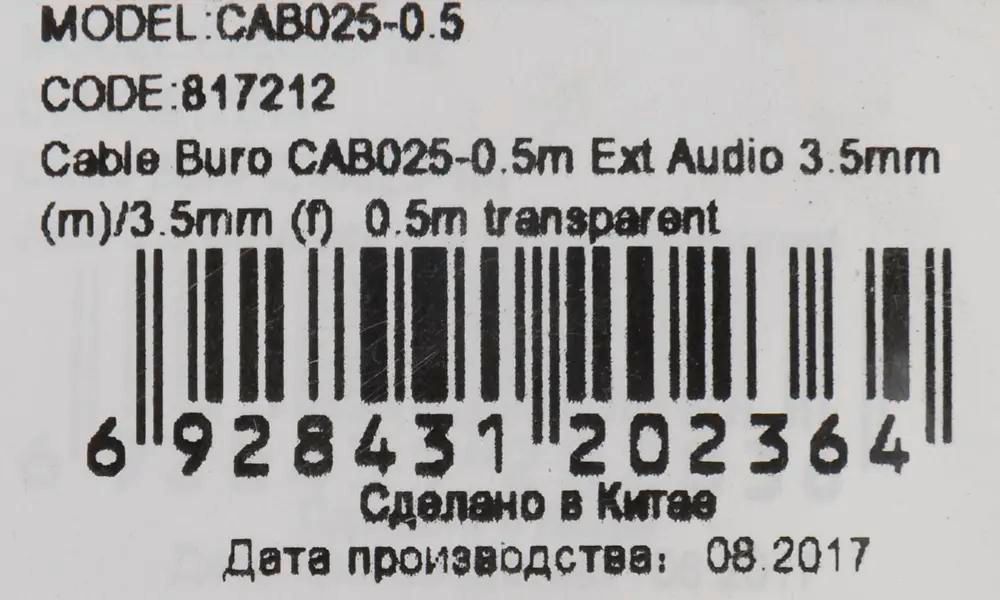 MODEL:CAB025-0.5
CODE:817212
Cable Buro CAB025-0.5m Ext Audio 3.5mm
(m)/3.5mm (f) 0.5m transparent
6 928431 202364
Сделано в Китае
Дата производства: 08.2017